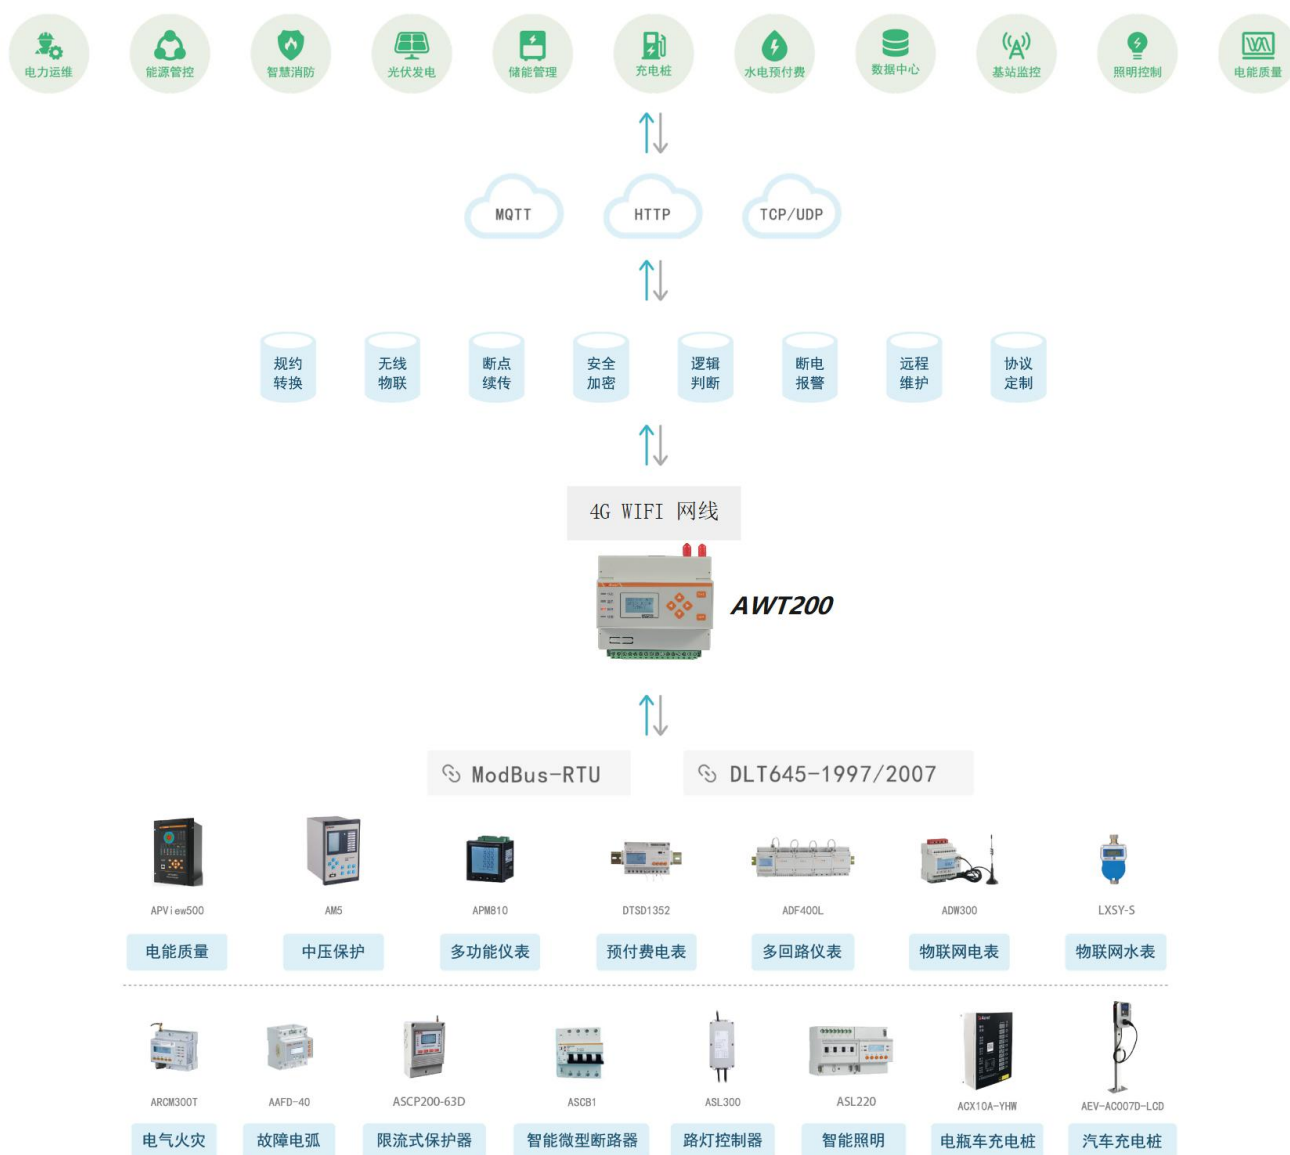 电力运维
能源管控
智慧消防
光伏发电
储能管理
充电桩
水电预付费
数据中心
基站监控
照明控制
电能质量
MQTT
HTTP
TCP/UDP
规约
转换
无线
物联
断点
续传
安全
加密
逻辑
判断
断电
报警
远程
维护
协议
定制
4G WIFI 网线
AWT200
ModBus-RTU
DLT645-1997/2007
APView500
AM5
APM810
DTSD1352
ADF400L
ADW300
LXSY-S
电能质量
中压保护
多功能仪表
预付费电表
多回路仪表
物联网电表
物联网水表
ARCM300T
AAFD-40
ASCP200-63D
ASCB1
ASL300
ASL220
ACX10A-YHW
AEV-AC007D-LCD
电气火灾
故障电弧
限流式保护器
智能微型断路器
路灯控制器
智能照明
电瓶车充电桩
汽车充电桩